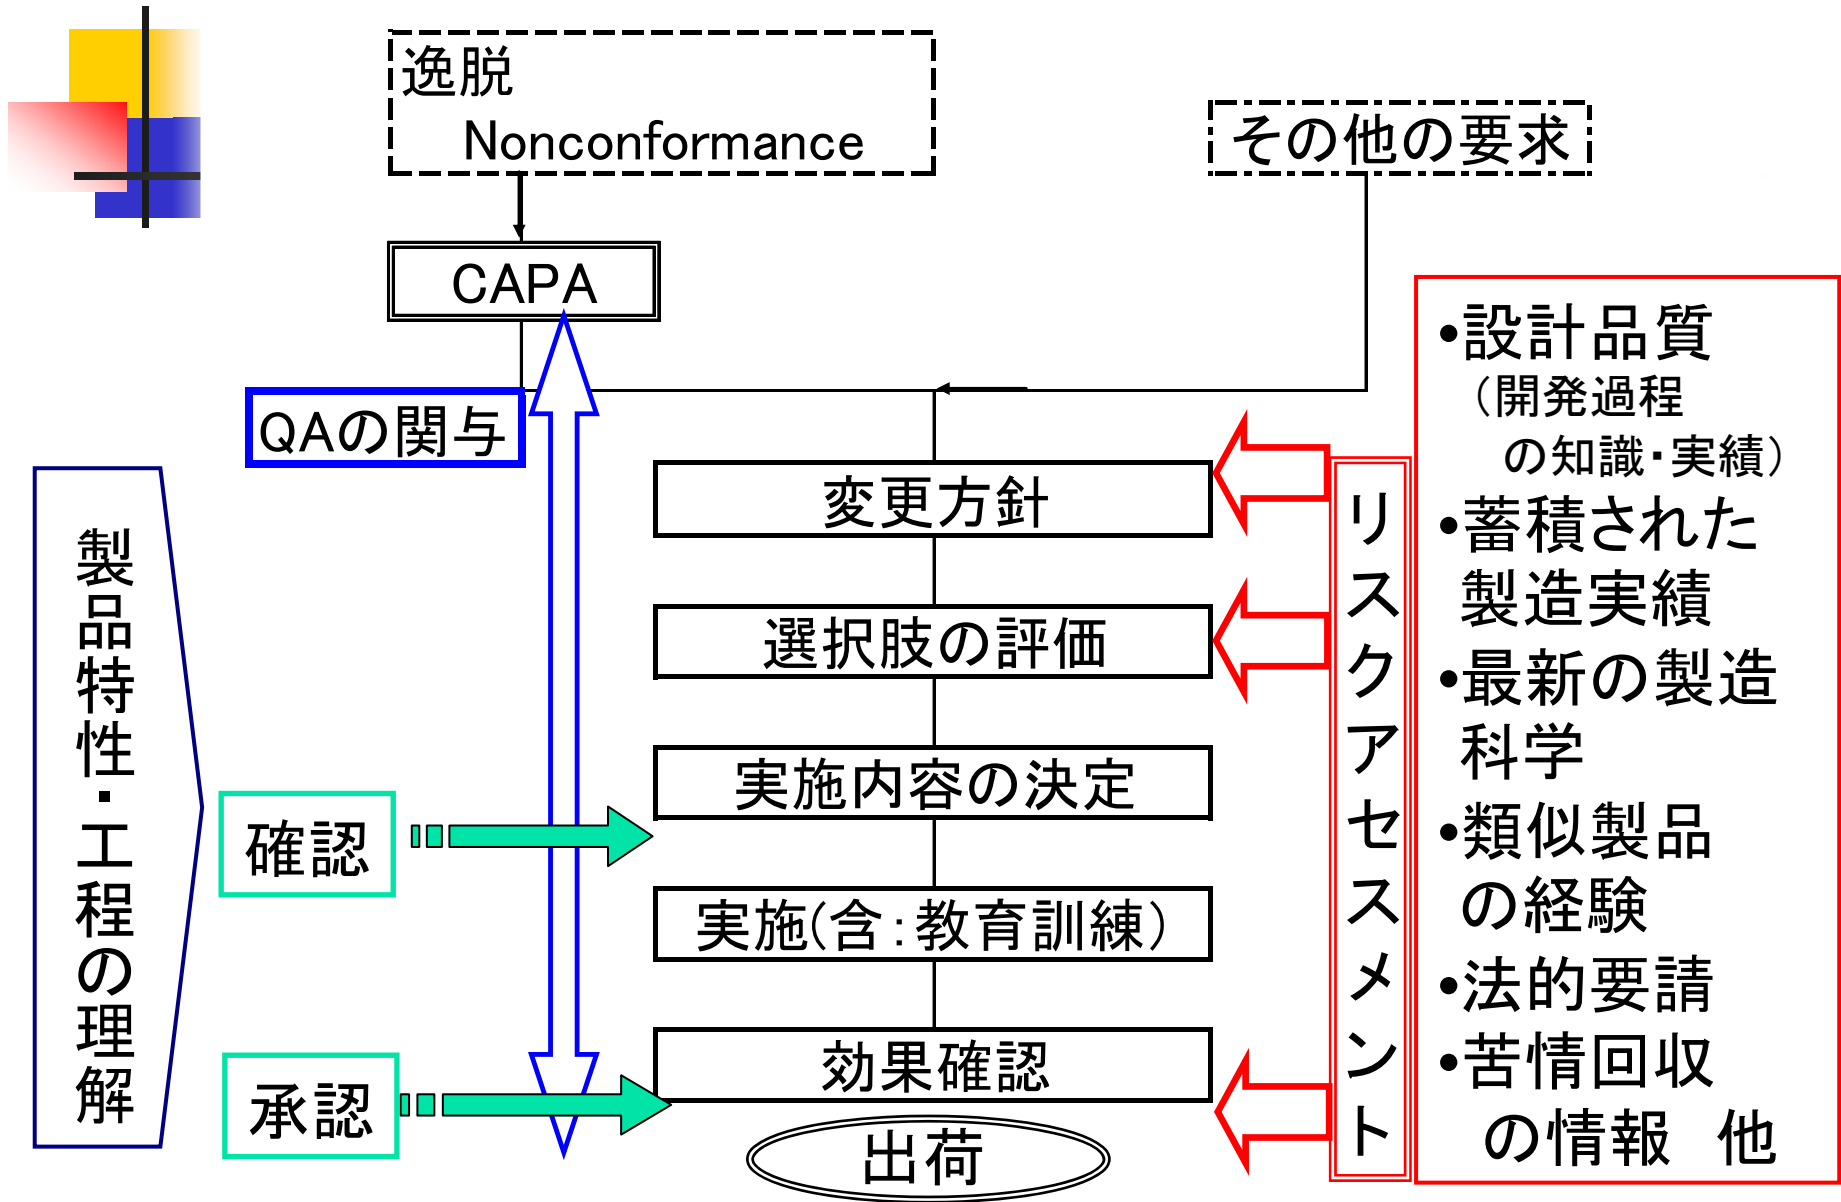 逸脱
Nonconformance
その他の要求
CAPA
QAの関与
変更方針
選択肢の評価
実施内容の決定
実施(含：教育訓練）
効果確認
出荷
製品特性・工程の理解
確認
承認
リスクアセスメント
•設計品質
（開発過程
の知識・実績）
•蓄積された
製造実績
•最新の製造
科学
•類似製品
の経験
•法的要請
•苦情回収
の情報　他